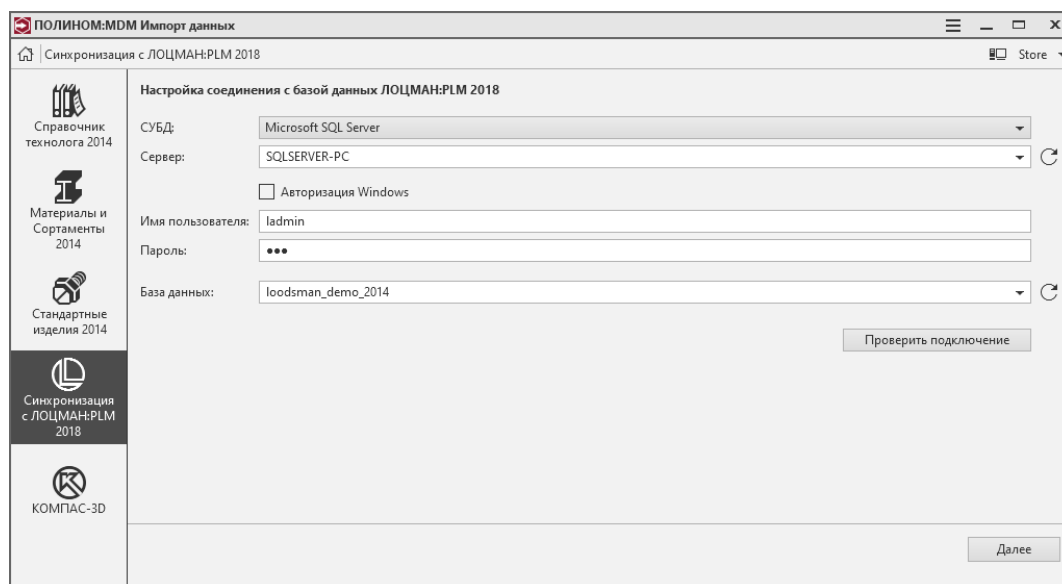 ПОЛИНОМ:MDM Импорт данных
Синхронизация с ЛОЦМАН:PLM 2018
Store
Справочник
технолога 2014
Материалы и
Сортаменты
2014
Стандартные
изделия 2014
Синхронизация
с ЛОЦМАН:PLM
2018
КОМПАС-3D
Настройка соединения с базой данных ЛОЦМАН:PLM 2018
СУБД: Microsoft SQL Server
Сервер: SQLSERVER-PC
Авторизация Windows
Имя пользователя: ladmin
Пароль: •••
База данных: loodsman_demo_2014
Проверить подключение
Далее